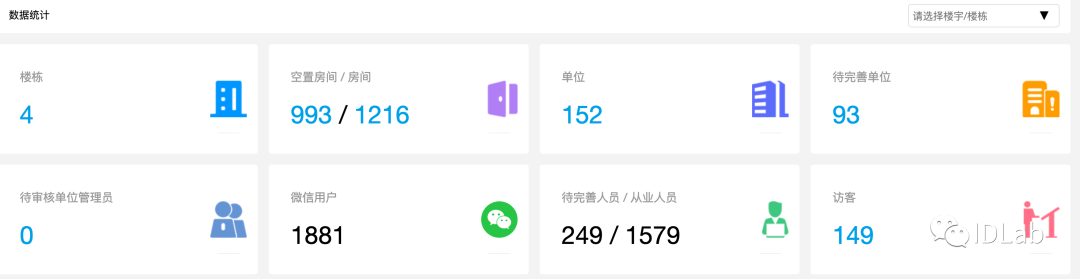 数据统计
请选择楼宇/楼栋
楼栋
4
空置房间 / 房间
993 / 1216
单位
152
待完善单位
93
待审核单位管理员
0
微信用户
1881
待完善人员 / 从业人员
249 / 1579
访客
149
IDLab